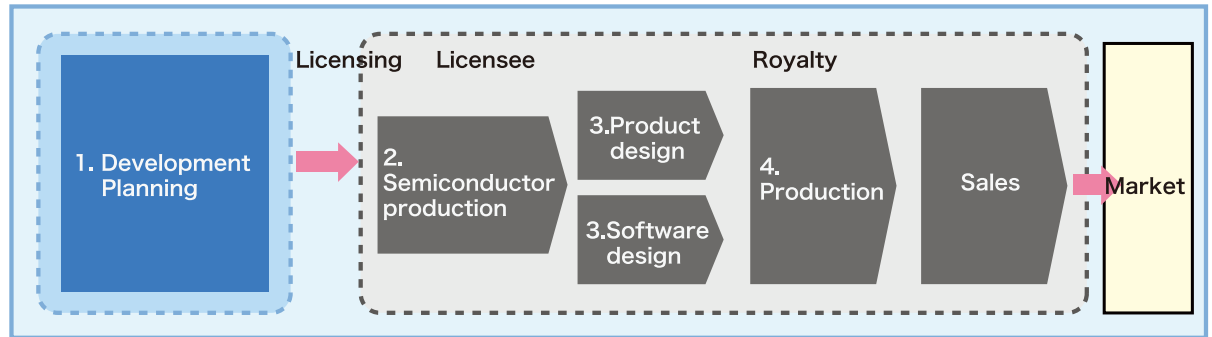 Licensing
Licensee
Royalty
1. Development
Planning
2.
Semiconductor
production
3.Product
design
3.Software
design
4.
Production
Sales
Market